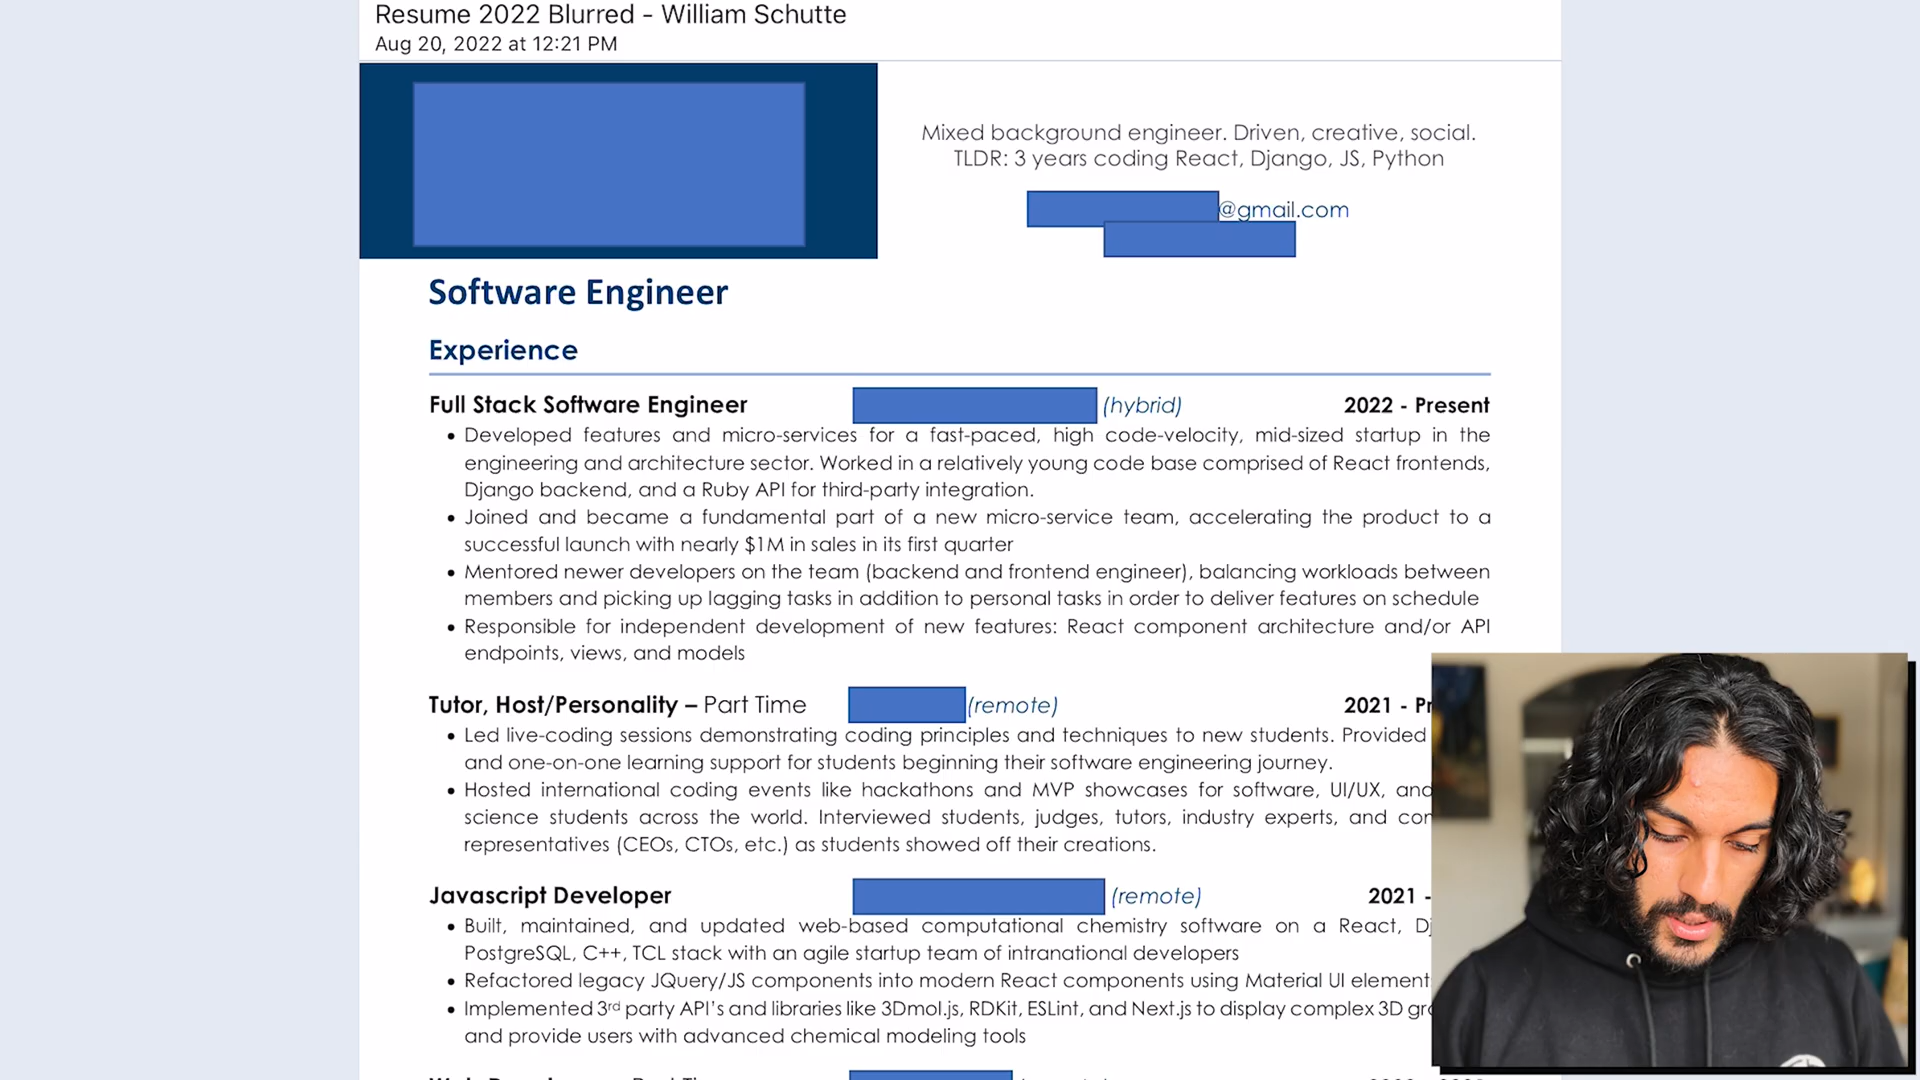 Resume 2022 Blurred - William Schutte
Aug 20, 2022 at 12:21 PM
Mixed background engineer. Driven, creative, social.
TLDR: 3 years coding React, Django, JS, Python
@gmail.com
Software Engineer
Experience
Full Stack Software Engineer (hybrid) 2022 - Present
• Developed features and micro-services for a fast-paced, high code-velocity, mid-sized startup in the
engineering and architecture sector. Worked in a relatively young code base comprised of React frontends,
Django backend, and a Ruby API for third-party integration.
• Joined and became a fundamental part of a new micro-service team, accelerating the product to a
successful launch with nearly $1M in sales in its first quarter
• Mentored newer developers on the team (backend and frontend engineer), balancing workloads between
members and picking up lagging tasks in addition to personal tasks in order to deliver features on schedule
• Responsible for independent development of new features: React component architecture and/or API
endpoints, views, and models
Tutor, Host/Personality – Part Time (remote) 2021 -
• Led live-coding sessions demonstrating coding principles and techniques to new students. Provided
and one-on-one learning support for students beginning their software engineering journey.
• Hosted international coding events like hackathons and MVP showcases for software, UI/UX, and
science students across the world. Interviewed students, judges, tutors, industry experts, and
representatives (CEOs, CTOs, etc.) as students showed off their creations.
Javascript Developer (remote) 2021 -
• Built, maintained, and updated web-based computational chemistry software on a React,
PostgreSQL, C++, TCL stack with an agile startup team of intranational developers
• Refactored legacy JQuery/JS components into modern React components using Material UI
• Implemented 3rd party API's and libraries like 3Dmol.js, RDKit, ESLint, and Next.js to display complex 3D
and provide users with advanced chemical modeling tools